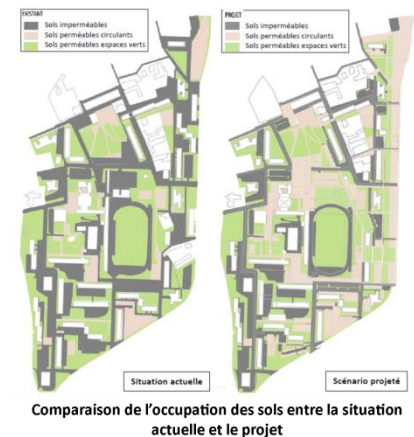 EXISTANT
Sols imperméables
Sols perméables circulants
Sols perméables espaces verts
PROJET
Sols imperméables
Sols perméables circulants
Sols perméables espaces verts
Situation actuelle
Scénario projeté
Comparaison de l'occupation des sols entre la situation
actuelle et le projet